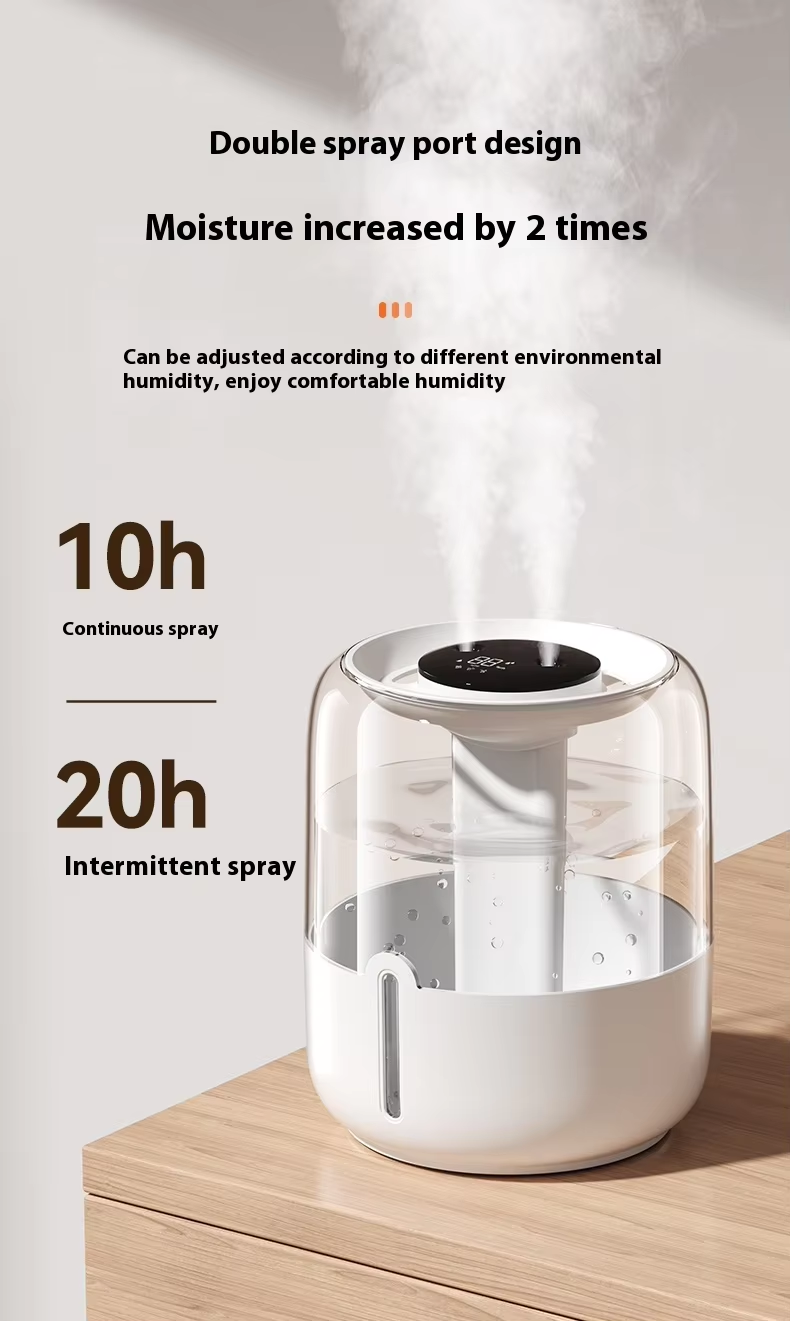 Double spray port design
Moisture increased by 2 times
Can be adjusted according to different environmental
humidity, enjoy comfortable humidity
10h
Continuous spray
20h
Intermittent spray